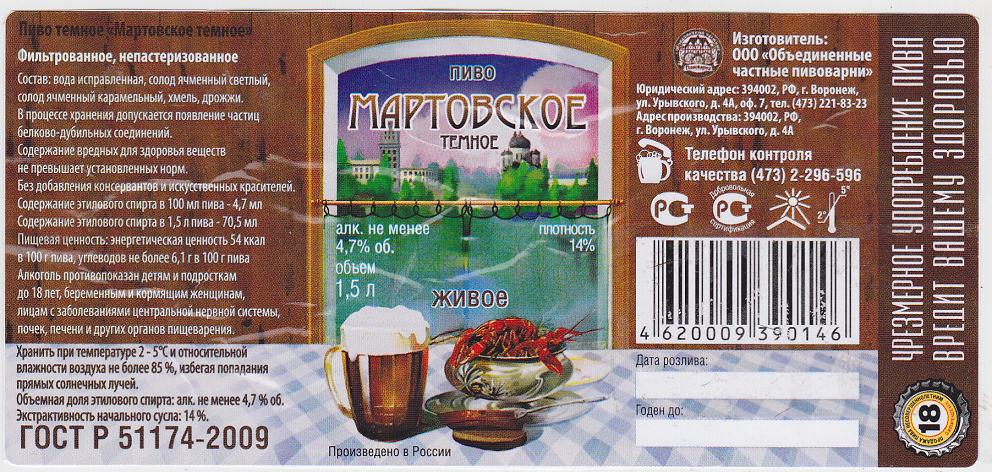 Пиво темное «Мартовское темное»
Фильтрованное, непастеризованное
Состав: вода исправленная, солод ячменный светлый,
солод ячменный карамельный, хмель, дрожжи.
В процессе хранения допускается появление частиц
белково-дубильных соединений.
Содержание вредных для здоровья веществ
не превышает установленных норм.
Без добавления консервантов и искусственных красителей.
Содержание этилового спирта в 100 мл пива - 4,7 мл
Содержание этилового спирта в 1,5 л пива - 70,5 мл
Пищевая ценность: энергетическая ценность 54 ккал
в 100 г пива, углеводов не более 6,1 г в 100 г пива
Алкоголь противопоказан детям и подросткам
до 18 лет, беременным и кормящим женщинам,
лицам с заболеваниями центральной нервной системы,
почек, печени и других органов пищеварения.
Хранить при температуре 2 - 5°С и относительной
влажности воздуха не более 85 %, избегая попадания
прямых солнечных лучей.
Объемная доля этилового спирта: алк. не менее 4,7 % об.
Экстрактивность начального сусла: 14 %.
ГОСТ Р 51174-2009
ПИВО
МАРТОВСКОЕ
ТЕМНОЕ
алк. не менее
4,7% об.
объем
1,5 л
плотность
14%
живое
Произведено в России
Изготовитель:
ООО «Объединенные
частные пивоварни»
Юридический адрес: 394002, РФ, г. Воронеж,
ул. Урывского, д. 4А, оф. 7, тел. (473) 221-83-23
Адрес производства: 394002, РФ,
г. Воронеж, ул. Урывского, д. 4А
Телефон контроля
качества (473) 2-296-596
РСТ
Добровольная
РСТ
сертификация
5°
2°
4 620009 390146
Дата розлива:
Годен до:
ЧРЕЗМЕРНОЕ УПОТРЕБЛЕНИЕ ПИВА
ВРЕДИТ ВАШЕМУ ЗДОРОВЬЮ
18